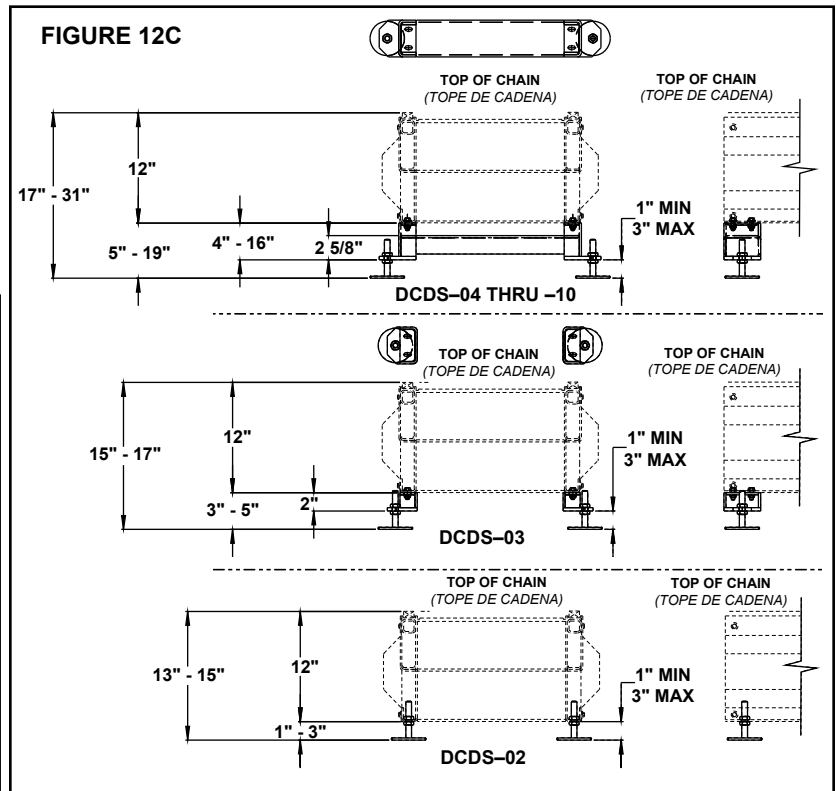 FIGURE 12C
TOP OF CHAIN
(TOPE DE CADENA)
TOP OF CHAIN
(TOPE DE CADENA)
17" - 31"
12"
5" - 19"
4" - 16"
2 5/8"
1" MIN
3" MAX
DCDS–04 THRU –10
TOP OF CHAIN
(TOPE DE CADENA)
TOP OF CHAIN
(TOPE DE CADENA)
15" - 17"
12"
3" - 5"
2"
1" MIN
3" MAX
DCDS–03
TOP OF CHAIN
(TOPE DE CADENA)
TOP OF CHAIN
(TOPE DE CADENA)
13" - 15"
12"
1" - 3"
1" MIN
3" MAX
DCDS–02